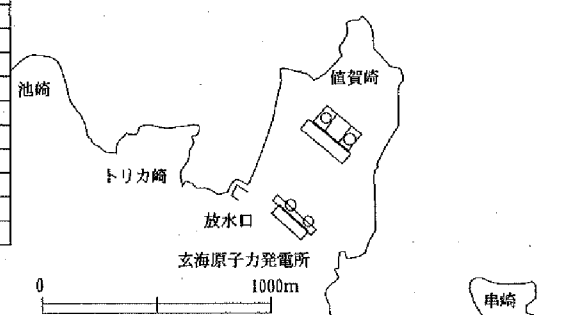 値賀崎
池崎
トリカ崎
放水口
玄海原子力発電所
0 1000m
串崎